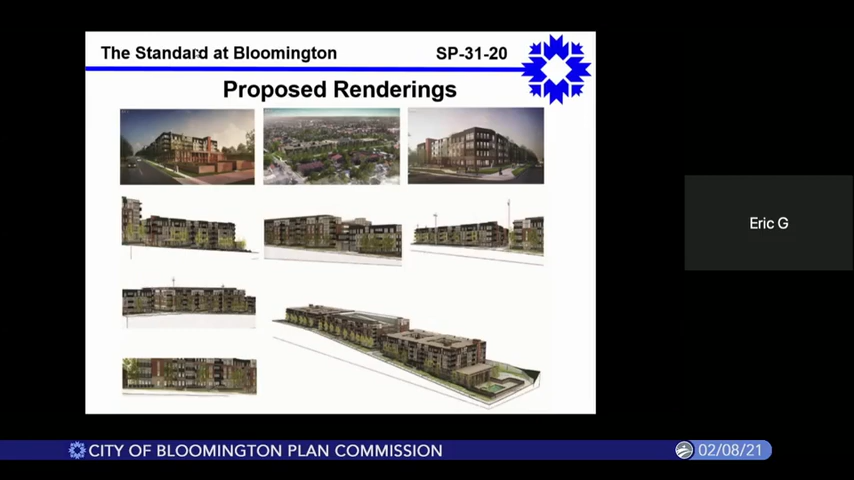 The Standard at Bloomington
SP-31-20
Proposed Renderings
Eric G
CITY OF BLOOMINGTON PLAN COMMISSION
02/08/21